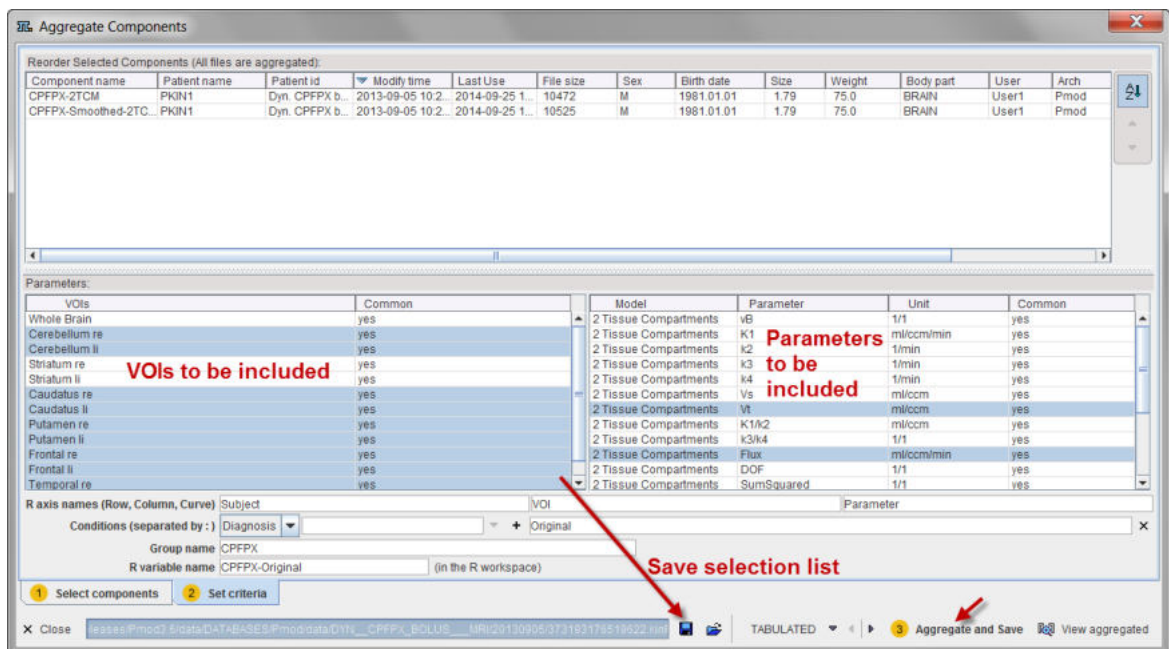 Aggregate Components
X
Reorder Selected Components (All files are aggregated):
Component name Patient name Patient id Modify time Last Use File size Sex Birth date Size Weight Body part User Arch
CPFPX-2TCM PKIN1 Dyn. CPFPX b... 2013-09-05 10:2... 2014-09-25 1... 10472 M 1981.01.01 1.79 75.0 BRAIN User1 Pmod
CPFPX-Smoothed-2TC... PKIN1 Dyn. CPFPX b... 2013-09-05 10:2... 2014-09-25 1... 10525 M 1981.01.01 1.79 75.0 BRAIN User1 Pmod
Parameters:
VOIs Common Model Parameter Unit Common
Whole Brain yes 2 Tissue Compartments vB 1/1 yes
Cerebellum re yes 2 Tissue Compartments K1 ml/ccm/min yes
Cerebellum li yes 2 Tissue Compartments k2 1/min yes
Striatum re yes 2 Tissue Compartments k3 1/min yes
Striatum li yes 2 Tissue Compartments k4 1/min yes
Caudatus re yes 2 Tissue Compartments Vs ml/ccm yes
Caudatus li yes 2 Tissue Compartments Vt ml/ccm yes
Putamen re yes 2 Tissue Compartments K1/k2 ml/ccm yes
Putamen li yes 2 Tissue Compartments k3/k4 1/1 yes
Frontal re yes 2 Tissue Compartments Flux ml/ccm/min yes
Frontal li yes 2 Tissue Compartments DOF 1/1 yes
Temporal re yes 2 Tissue Compartments SumSquared 1/1 yes
VOIs to be included
Parameters
to be
included
R axis names (Row, Column, Curve) Subject VOI Parameter
Conditions (separated by : ) Diagnosis + Original
Group name CPFPX
R variable name CPFPX-Original (in the R workspace)
Save selection list
1 Select components 2 Set criteria
Close TABULATED 3 Aggregate and Save View aggregated